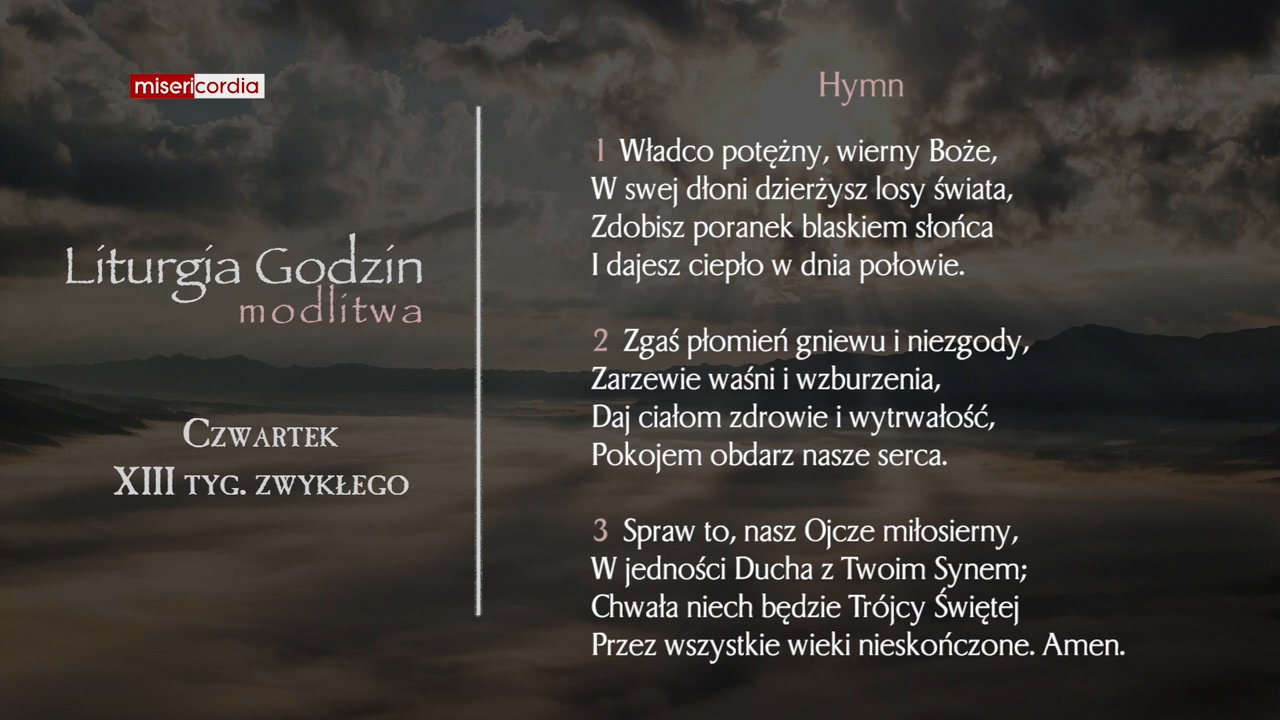 misericordia
Liturgia Godzin
modlitwa
Czwartek
XIII tyg. zwykłego
Hymn
1 Władco potężny, wierny Boże,
W swej dłoni dzierżysz losy świata,
Zdobisz poranek blaskiem słońca
I dajesz ciepło w dnia połowie.
2 Zgaś płomień gniewu i niezgody,
Zarzewie waśni i wzburzenia,
Daj ciałom zdrowie i wytrwałość,
Pokojem obdarz nasze serca.
3 Spraw to, nasz Ojcze miłosierny,
W jedności Ducha z Twoim Synem;
Chwała niech będzie Trójcy Świętej
Przez wszystkie wieki nieskończone. Amen.